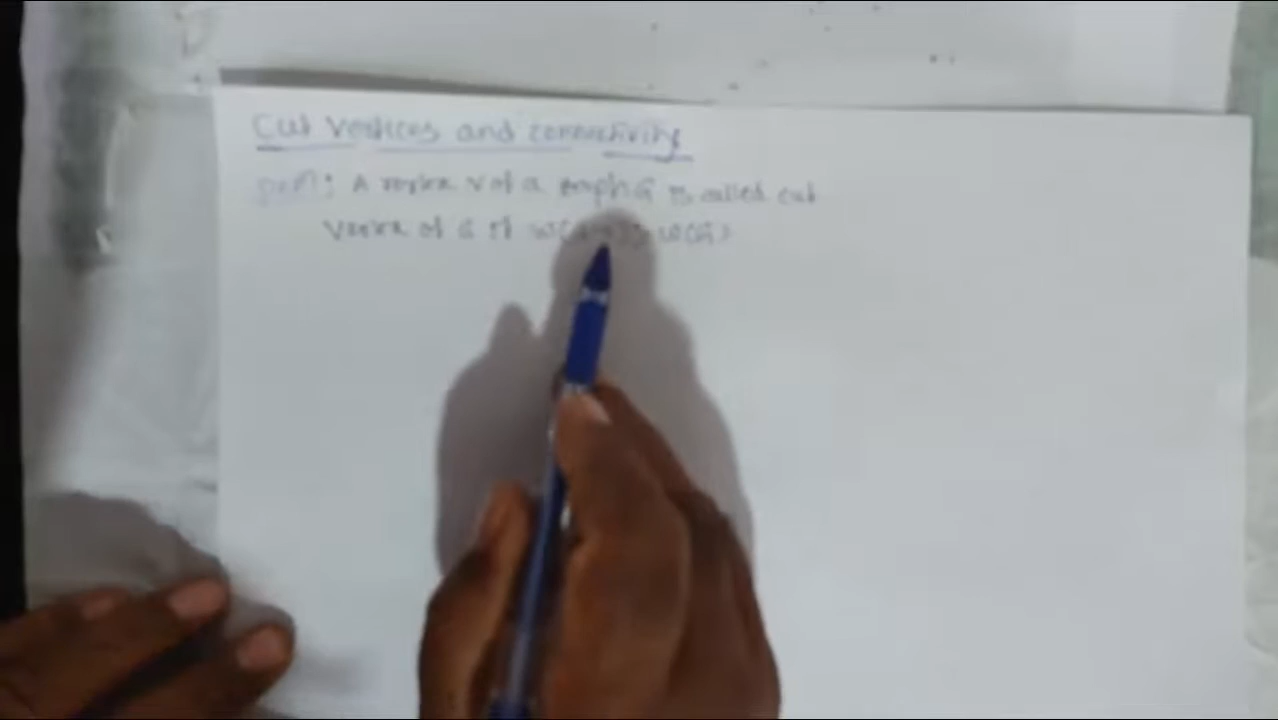 Cut vertices and connectivity
Defn: A vertex v of a graph G is called cut
vertex of G if w(G-v) > w(G)